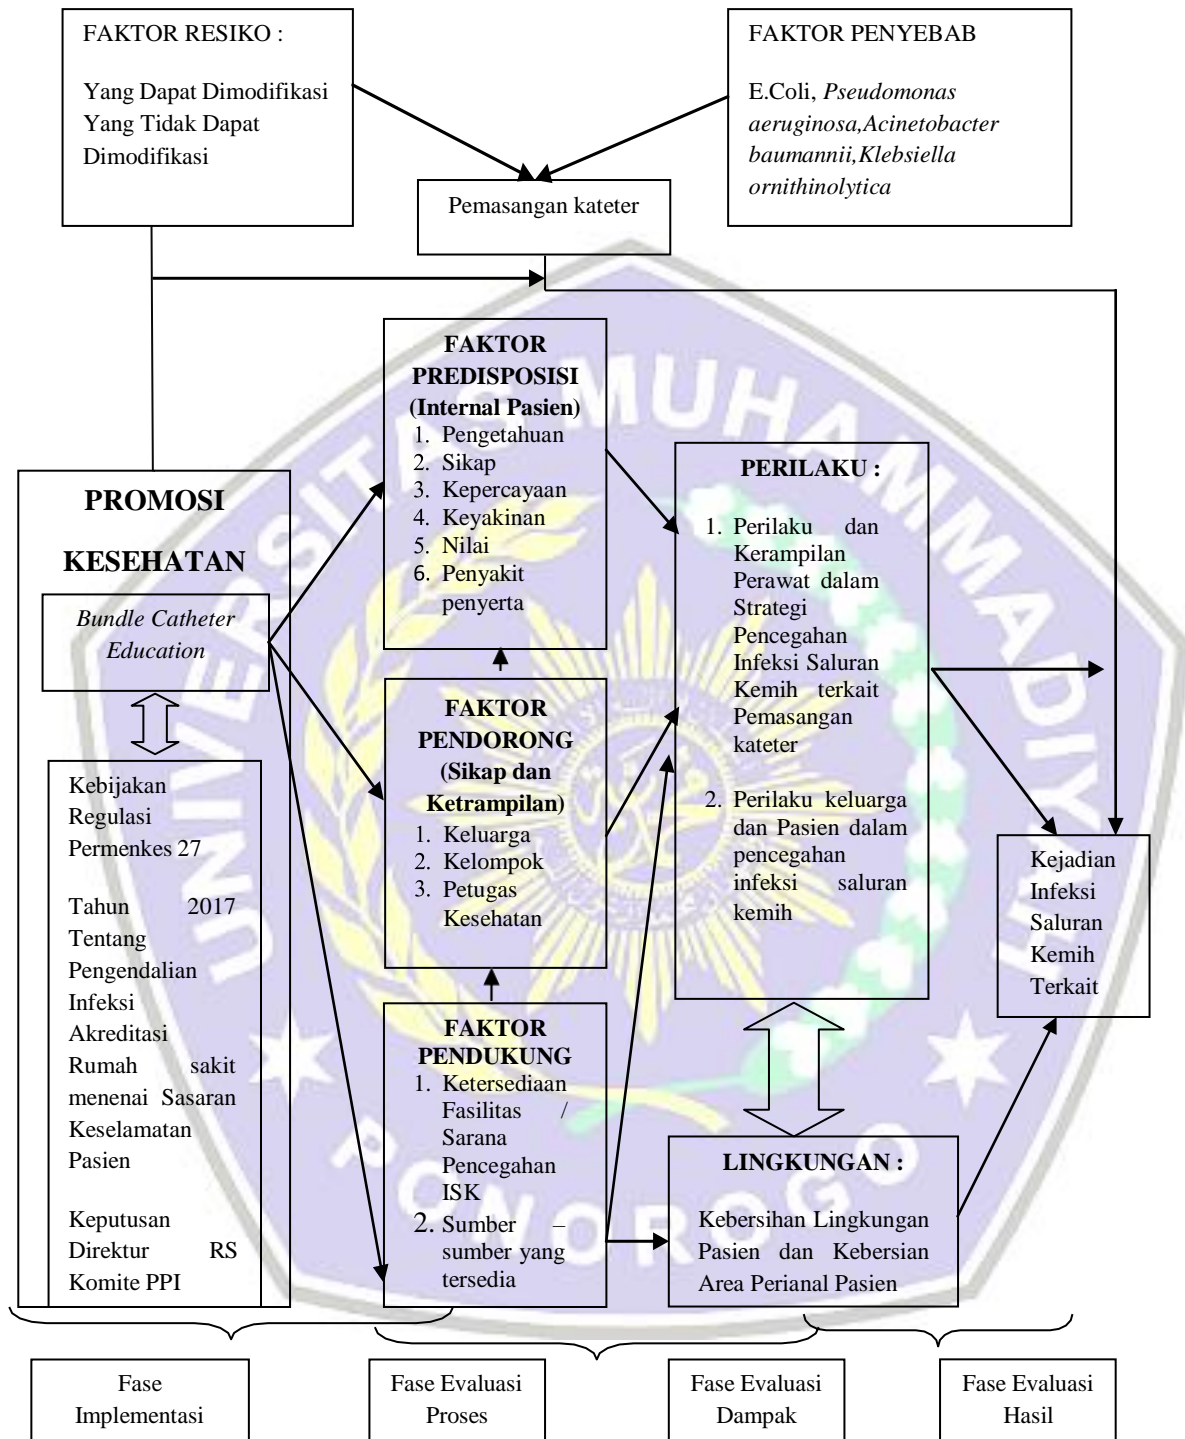 FAKTOR RESIKO :
Yang Dapat Dimodifikasi
Yang Tidak Dapat
Dimodifikasi
FAKTOR PENYEBAB
E.Coli, Pseudomonas
aeruginosa,Acinetobacter
baumannii,Klebsiella
ornithinolytica
Pemasangan kateter
PROMOSI
KESEHATAN
Bundle Catheter
Education
Kebijakan
Regulasi
Permenkes 27
Tahun 2017
Tentang
Pengendalian
Infeksi
Akreditasi
Rumah sakit
menenai Sasaran
Keselamatan
Pasien
Keputusan
Direktur RS
Komite PPI
FAKTOR
PREDISPOSISI
(Internal Pasien)
1. Pengetahuan
2. Sikap
3. Kepercayaan
4. Keyakinan
5. Nilai
6. Penyakit
penyerta
FAKTOR
PENDORONG
(Sikap dan
Ketrampilan)
1. Keluarga
2. Kelompok
3. Petugas
Kesehatan
FAKTOR
PENDUKUNG
1. Ketersediaan
Fasilitas /
Sarana
Pencegahan
ISK
2. Sumber –
sumber yang
tersedia
PERILAKU :
1. Perilaku dan
Kerampilan
Perawat dalam
Strategi
Pencegahan
Infeksi Saluran
Kemih terkait
Pemasangan
kateter
2. Perilaku keluarga
dan Pasien dalam
pencegahan
infeksi saluran
kemih
LINGKUNGAN :
Kebersihan Lingkungan
Pasien dan Kebersian
Area Perianal Pasien
Kejadian
Infeksi
Saluran
Kemih
Terkait
Fase
Implementasi
Fase Evaluasi
Proses
Fase Evaluasi
Dampak
Fase Evaluasi
Hasil
UNIVERSITAS MUHAMMADIYAH
PONOROGO